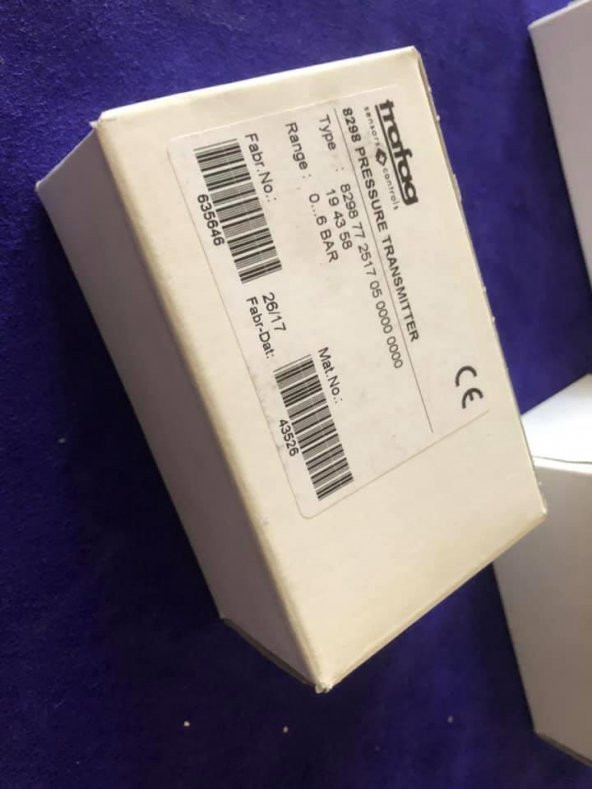 trafag
sensors controls
8298 PRESSURE TRANSMITTER
Type : 8298 77 2517 05 0000 0000
19 43 58
Range : 0...6 BAR
Fabr.No.:
635646
26/17
Fabr-Dat:
Mat.No.:
43526
CE